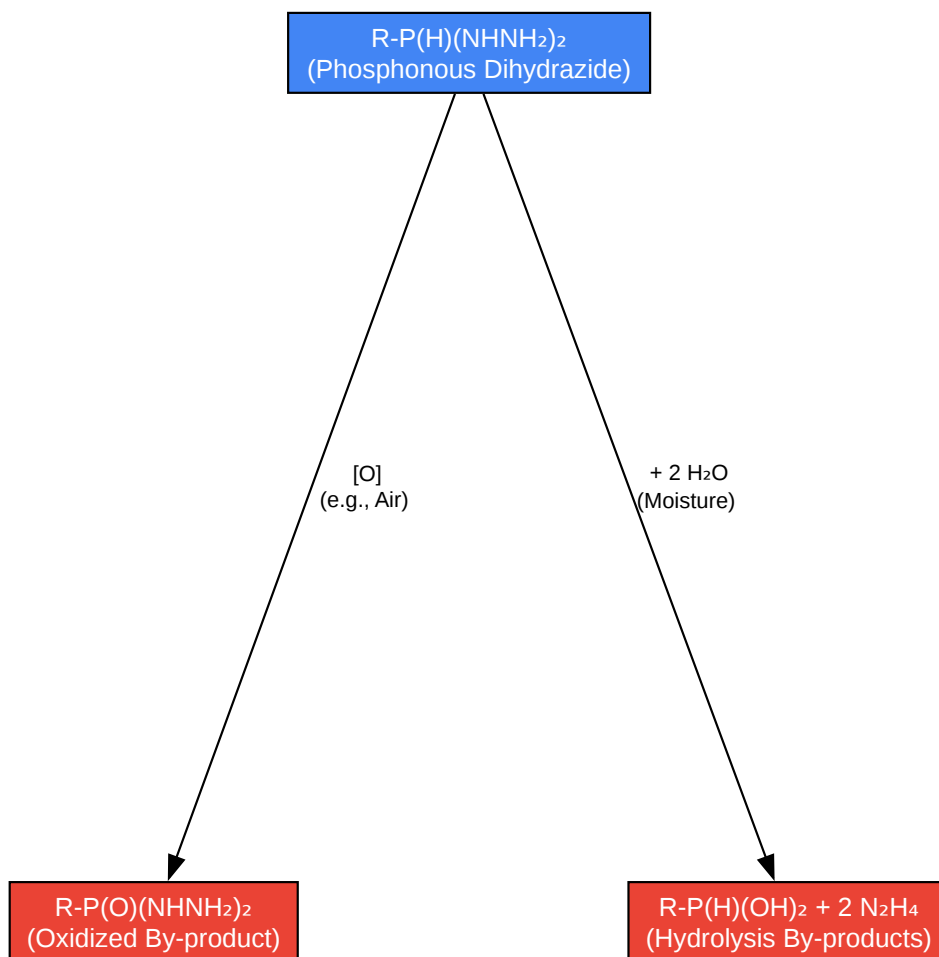 R-P(H)(NHNH₂)₂
(Phosphonous Dihydrazide)
[O]
(e.g., Air)
+ 2 H₂O
(Moisture)
R-P(O)(NHNH₂)₂
(Oxidized By-product)
R-P(H)(OH)₂ + 2 N₂H₄
(Hydrolysis By-products)